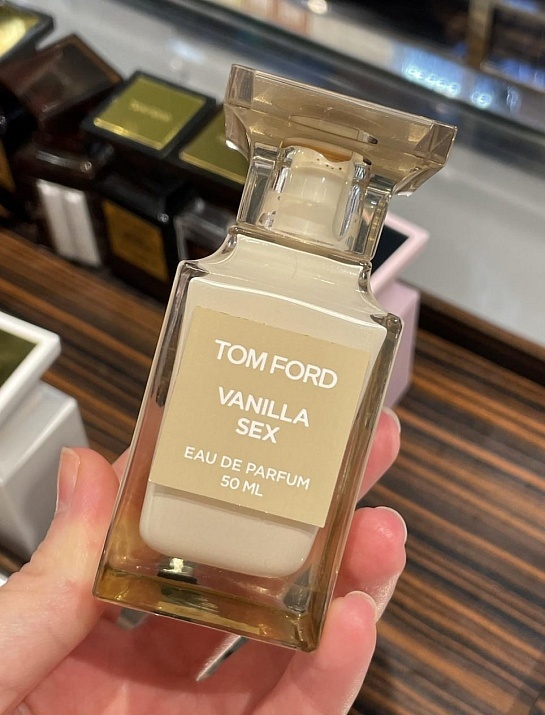 TOM FORD
VANILLA
SEX
EAU DE PARFUM
50 ML